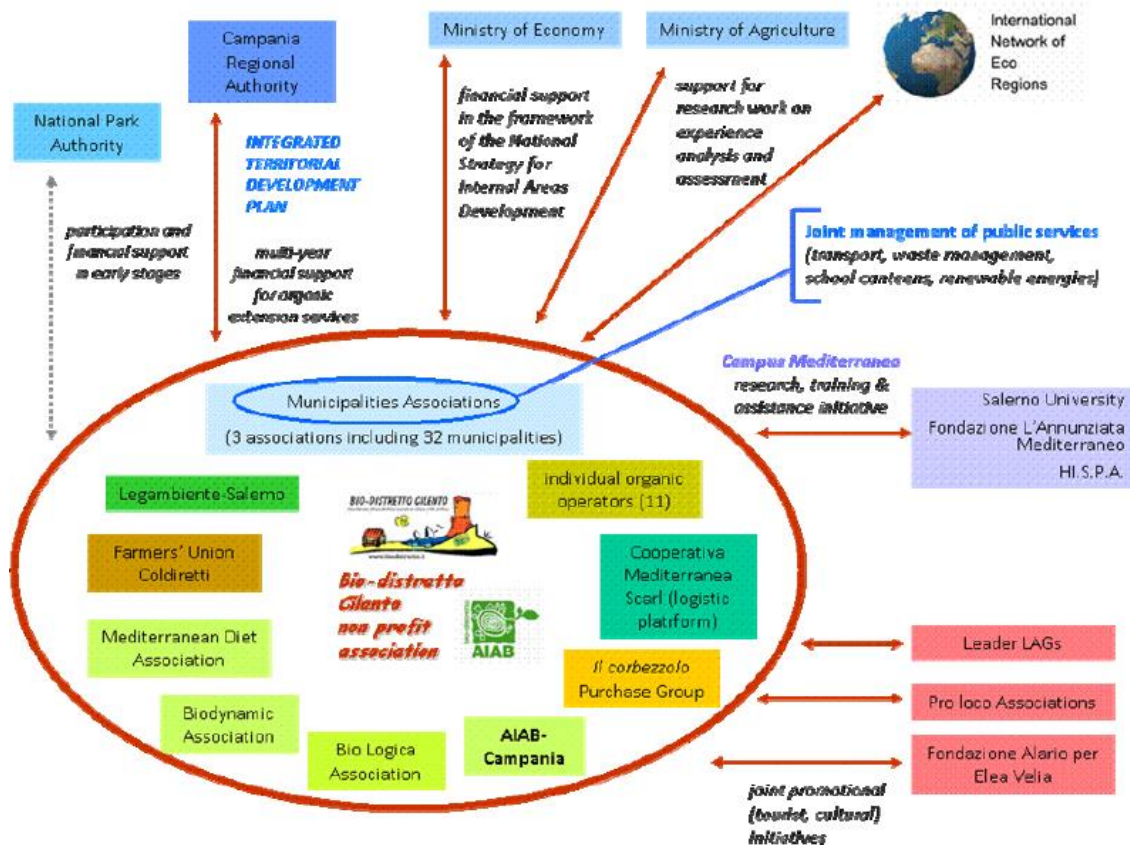 Campania
Regional
Authority
Ministry of Economy
Ministry of Agriculture
International
Network of
Eco
Regions
National Park
Authority
INTEGRATED
TERRITORIAL
DEVELOPMENT
PLAN
financial support
in the framework
of the National
Strategy for
Internal Areas
Development
support for
research work on
experience
analysis and
assessment
participation and
financial support
in early stages
multi-year
financial support
for organic
extension services
Joint management of public services
(transport, waste management,
school canteens, renewable energies)
Campus Mediterraneo
research, training &
assistance initiative
Salerno University
Fondazione L'Annunziata
Mediterraneo
HI.S.P.A.
Municipalities Associations
(3 associations including 32 municipalities)
Legambiente-Salerno
individual organic
operators (11)
BIO-DISTRETTO CILENTO
Farmers' Union
Coldiretti
Cooperativa
Mediterranea
Scarl (logistic
platform)
Bio-distretto
Cilento
non profit
association
AIAB
Mediterranean Diet
Association
Il corbezzolo
Purchase Group
Biodynamic
Association
Bio Logica
Association
AIAB-
Campania
Leader LAGs
Pro loco Associations
Fondazione Alario per
Elea Velia
joint promotional
(tourist, cultural)
initiatives